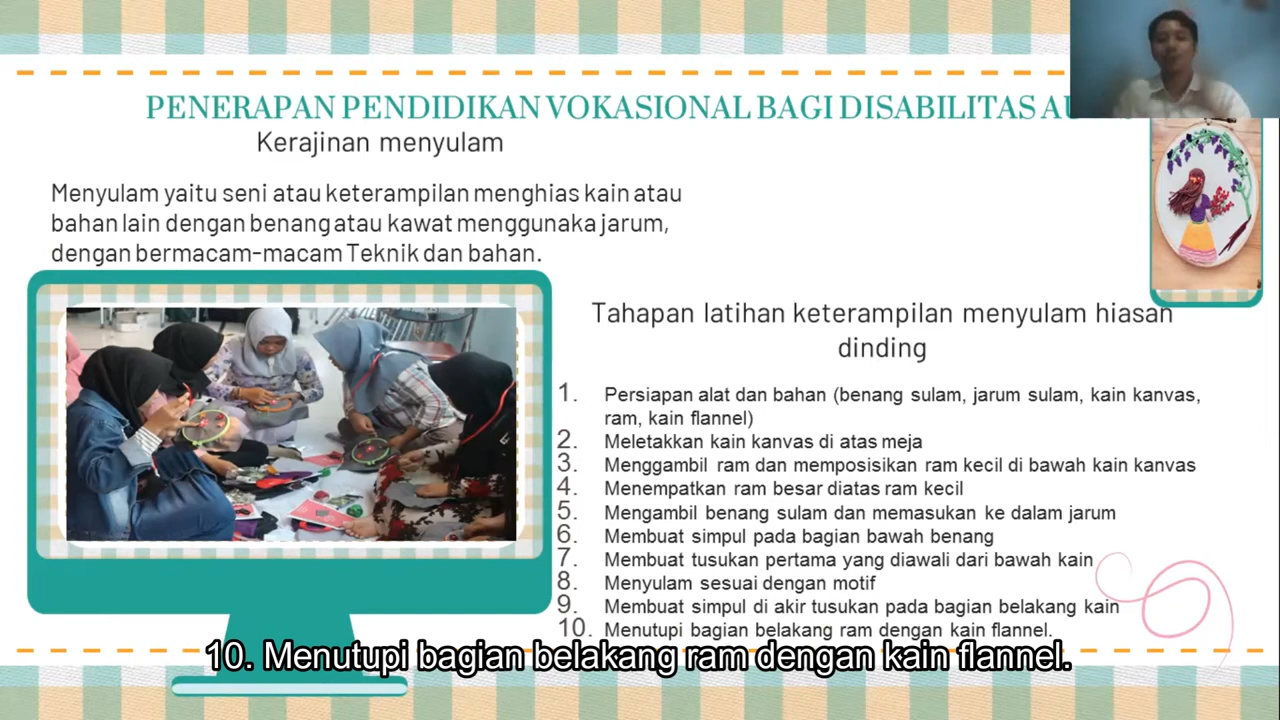 PENERAPAN PENDIDIKAN VOKASIONAL BAGI DISABILITAS
Kerajinan menyulam
Menyulam yaitu seni atau keterampilan menghias kain atau
bahan lain dengan benang atau kawat menggunaka jarum,
dengan bermacam-macam Teknik dan bahan.
Tahapan latihan keterampilan menyulam hiasan
dinding
1. Persiapan alat dan bahan (benang sulam, jarum sulam, kain kanvas,
ram, kain flannel)
2. Meletakkan kain kanvas di atas meja
3. Menggambil ram dan memposisikan ram kecil di bawah kain kanvas
4. Menempatkan ram besar diatas ram kecil
5. Mengambil benang sulam dan memasukan ke dalam jarum
6. Membuat simpul pada bagian bawah benang
7. Membuat tusukan pertama yang diawali dari bawah kain
8. Menyulam sesuai dengan motif
9. Membuat simpul di akir tusukan pada bagian belakang kain
10. Menutupi bagian belakang ram dengan kain flannel.
10. Menutupi bagian belakang ram dengan kain flannel.